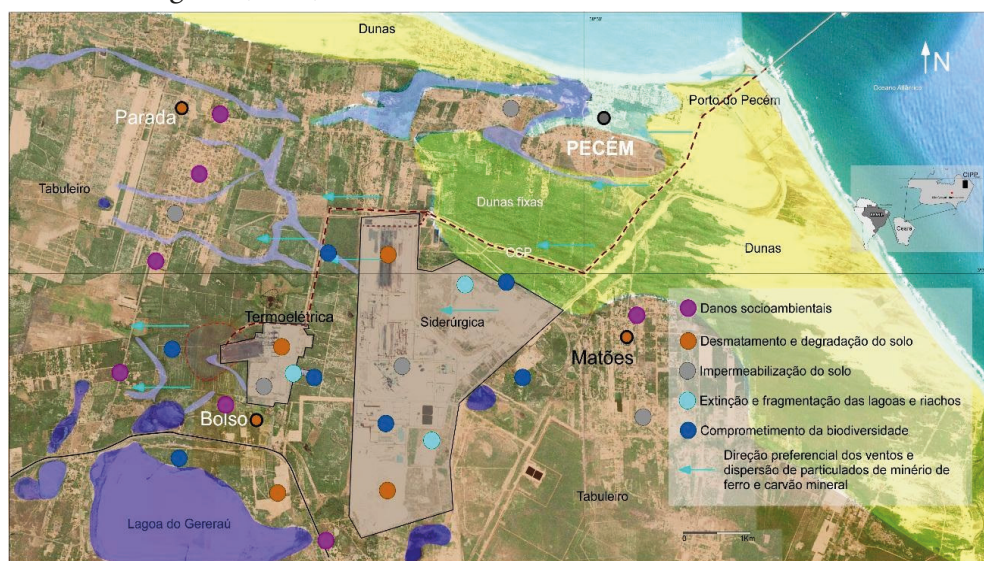 Dunas
N
Oceano Atlântico
Porto do Pecém
Parada
PECÉM
CIPP
Ceará
Tabuleiro
Dunas fixas
Dunas
CSP
Termoelétrica
Siderúrgica
Matões
Bolso
Tabuleiro
Lagoa do Gereraú
Danos socioambientais
Desmatamento e degradação do solo
Impermeabilização do solo
Extinção e fragmentação das lagoas e riachos
Comprometimento da biodiversidade
Direção preferencial dos ventos e
dispersão de particulados de minério de
ferro e carvão mineral
0 1Km